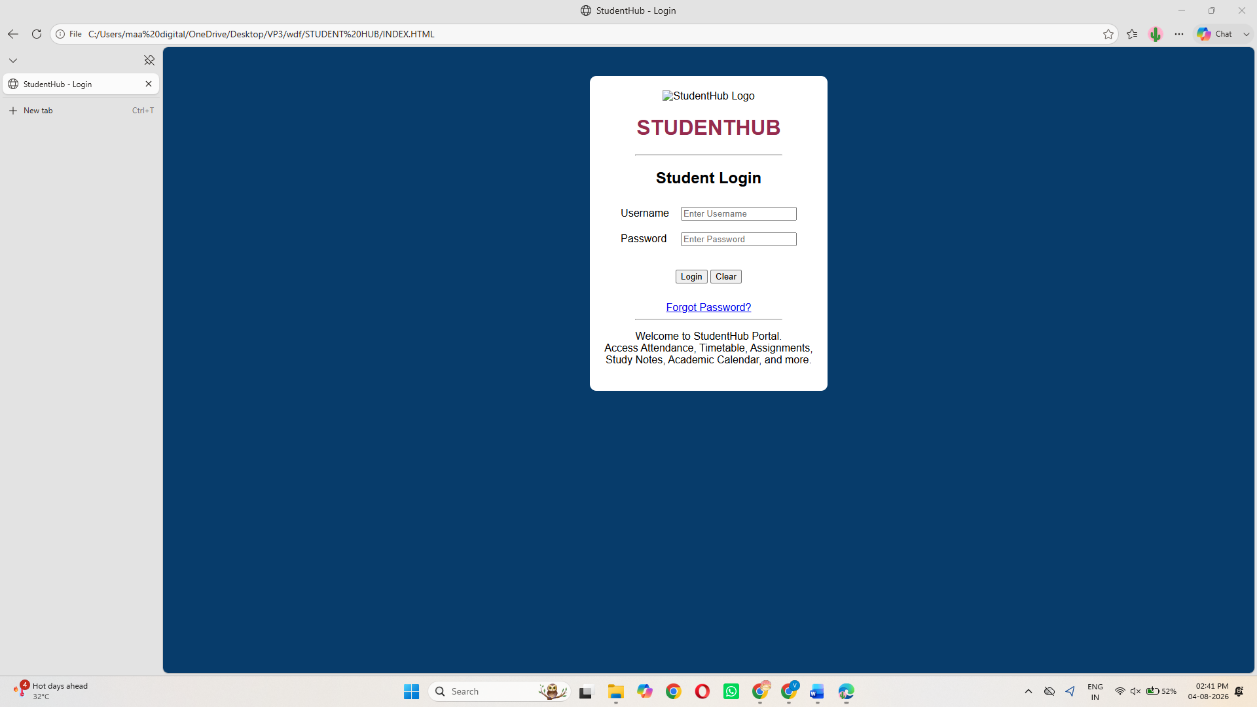 StudentHub - Login
File C:/Users/maa%20digital/OneDrive/Desktop/VP3/wdf/STUDENT%20HUB/INDEX.HTML
Chat
StudentHub - Login
New tab Ctrl+T
StudentHub Logo
STUDENTHUB
Student Login
Username Enter Username
Password Enter Password
Login Clear
Forgot Password?
Welcome to StudentHub Portal.
Access Attendance, Timetable, Assignments,
Study Notes, Academic Calendar, and more.
4
Hot days ahead
32°C
Search
V
ENG
IN
52%
02:41 PM
04-08-2026